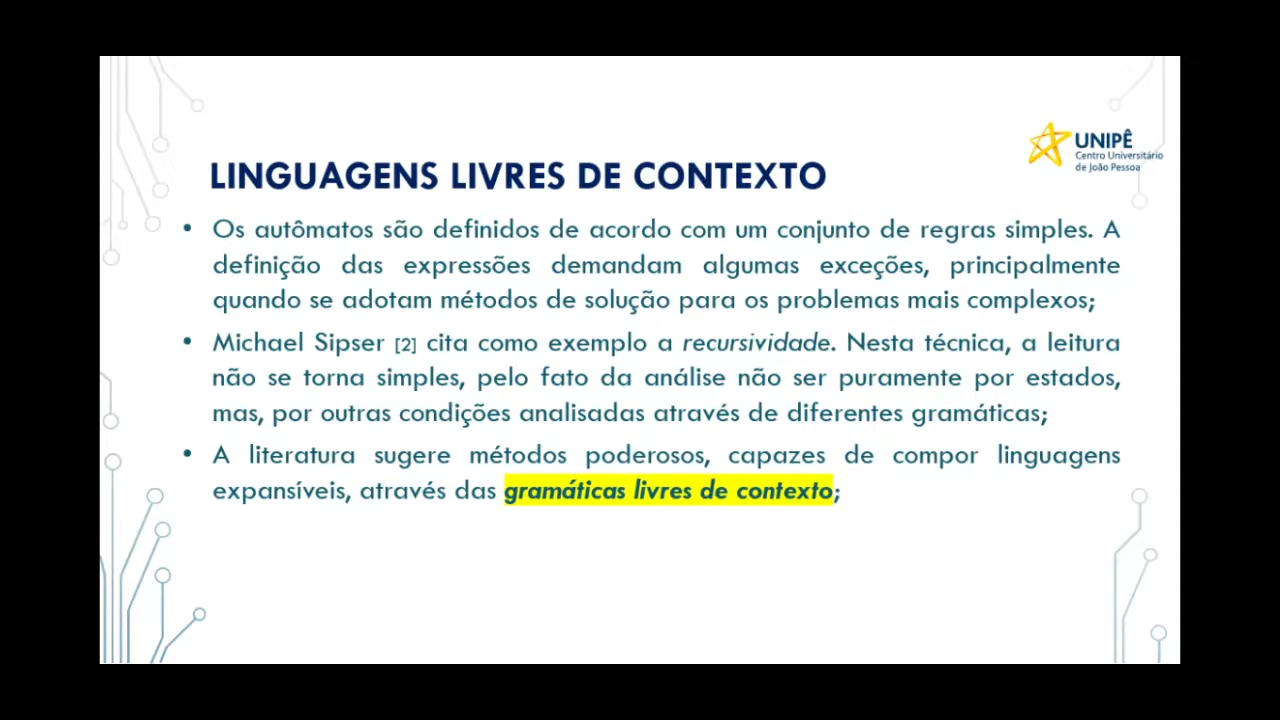 UNIPÊ
Centro Universitário
de João Pessoa
LINGUAGENS LIVRES DE CONTEXTO
• Os autômatos são definidos de acordo com um conjunto de regras simples. A
definição das expressões demandam algumas exceções, principalmente
quando se adotam métodos de solução para os problemas mais complexos;
• Michael Sipser [2] cita como exemplo a recursividade. Nesta técnica, a leitura
não se torna simples, pelo fato da análise não ser puramente por estados,
mas, por outras condições analisadas através de diferentes gramáticas;
• A literatura sugere métodos poderosos, capazes de compor linguagens
expansíveis, através das gramáticas livres de contexto;